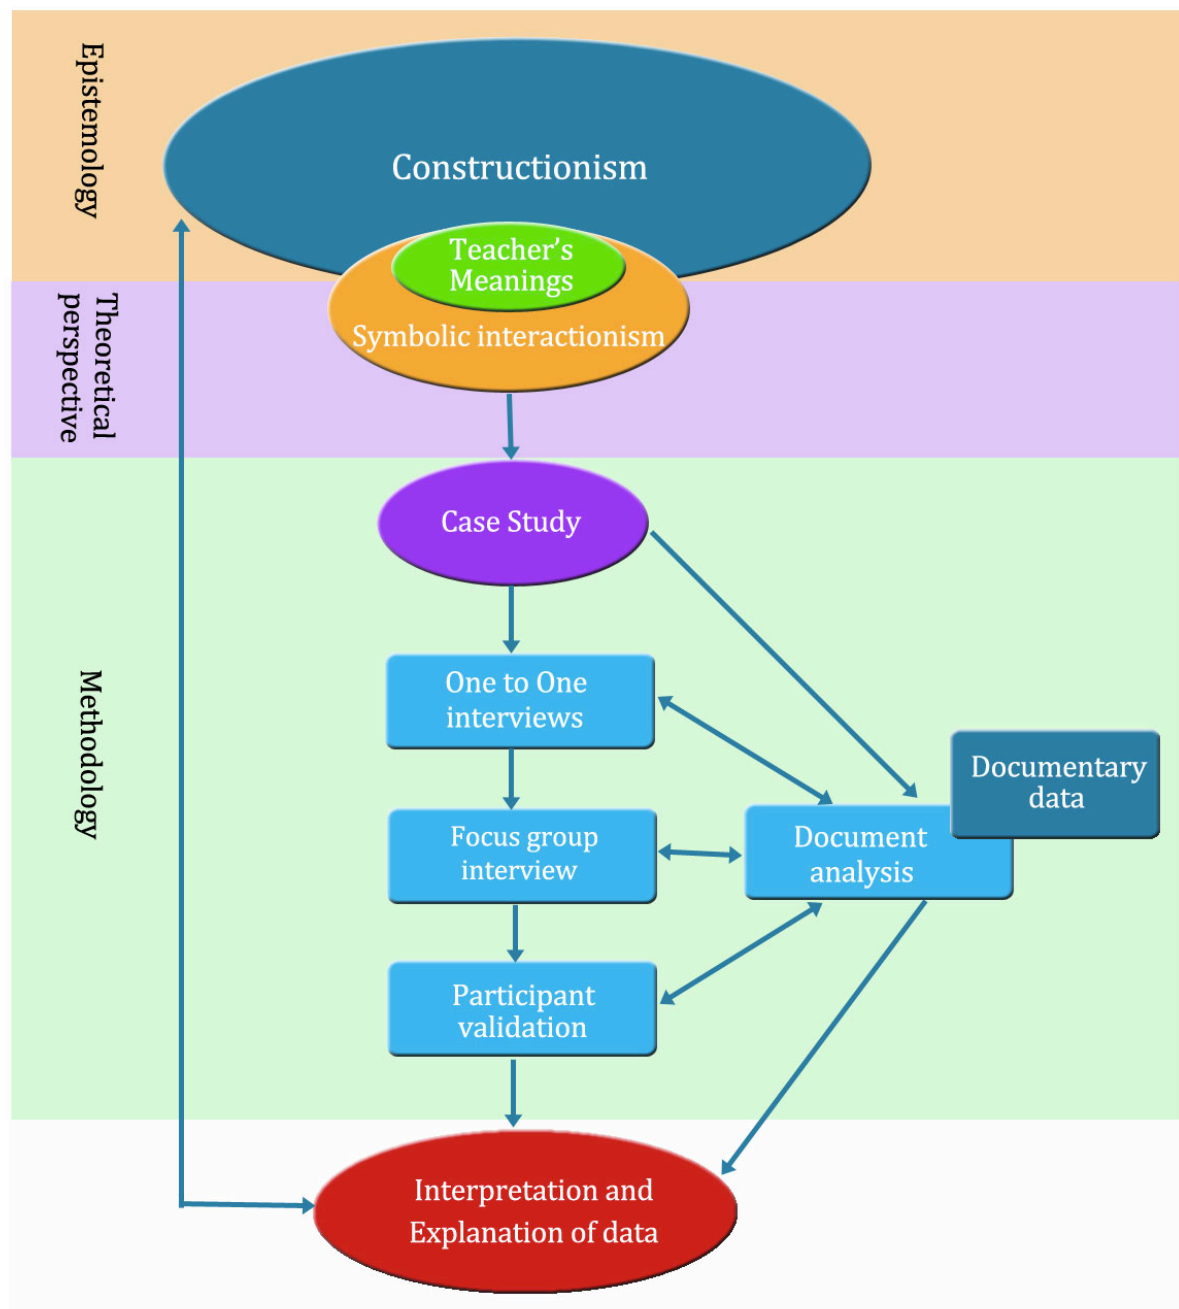 Epistemology
Constructionism
Teacher’s
Meanings
Theoretical
perspective
Symbolic interactionism
Case Study
Methodology
One to One
interviews
Documentary
data
Focus group
interview
Document
analysis
Participant
validation
Interpretation and
Explanation of data